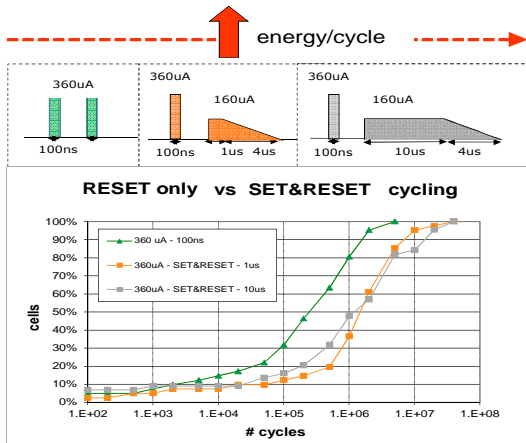 energy/cycle
360uA
100ns
360uA
160uA
100ns
1us
4us
360uA
160uA
100ns
10us
4us
RESET only vs SET&RESET cycling
100%
90%
80%
70%
60%
50%
40%
30%
20%
10%
0%
cells
360 uA - 100ns
360uA - SET&RESET - 1us
360uA - SET&RESET - 10us
1.E+02
1.E+03
1.E+04
1.E+05
1.E+06
1.E+07
1.E+08
# cycles